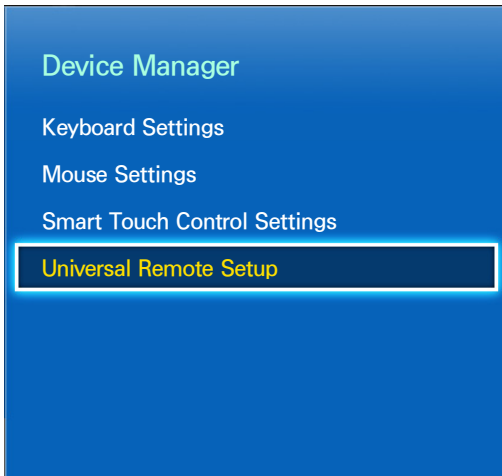 Device Manager
Keyboard Settings
Mouse Settings
Smart Touch Control Settings
Universal Remote Setup